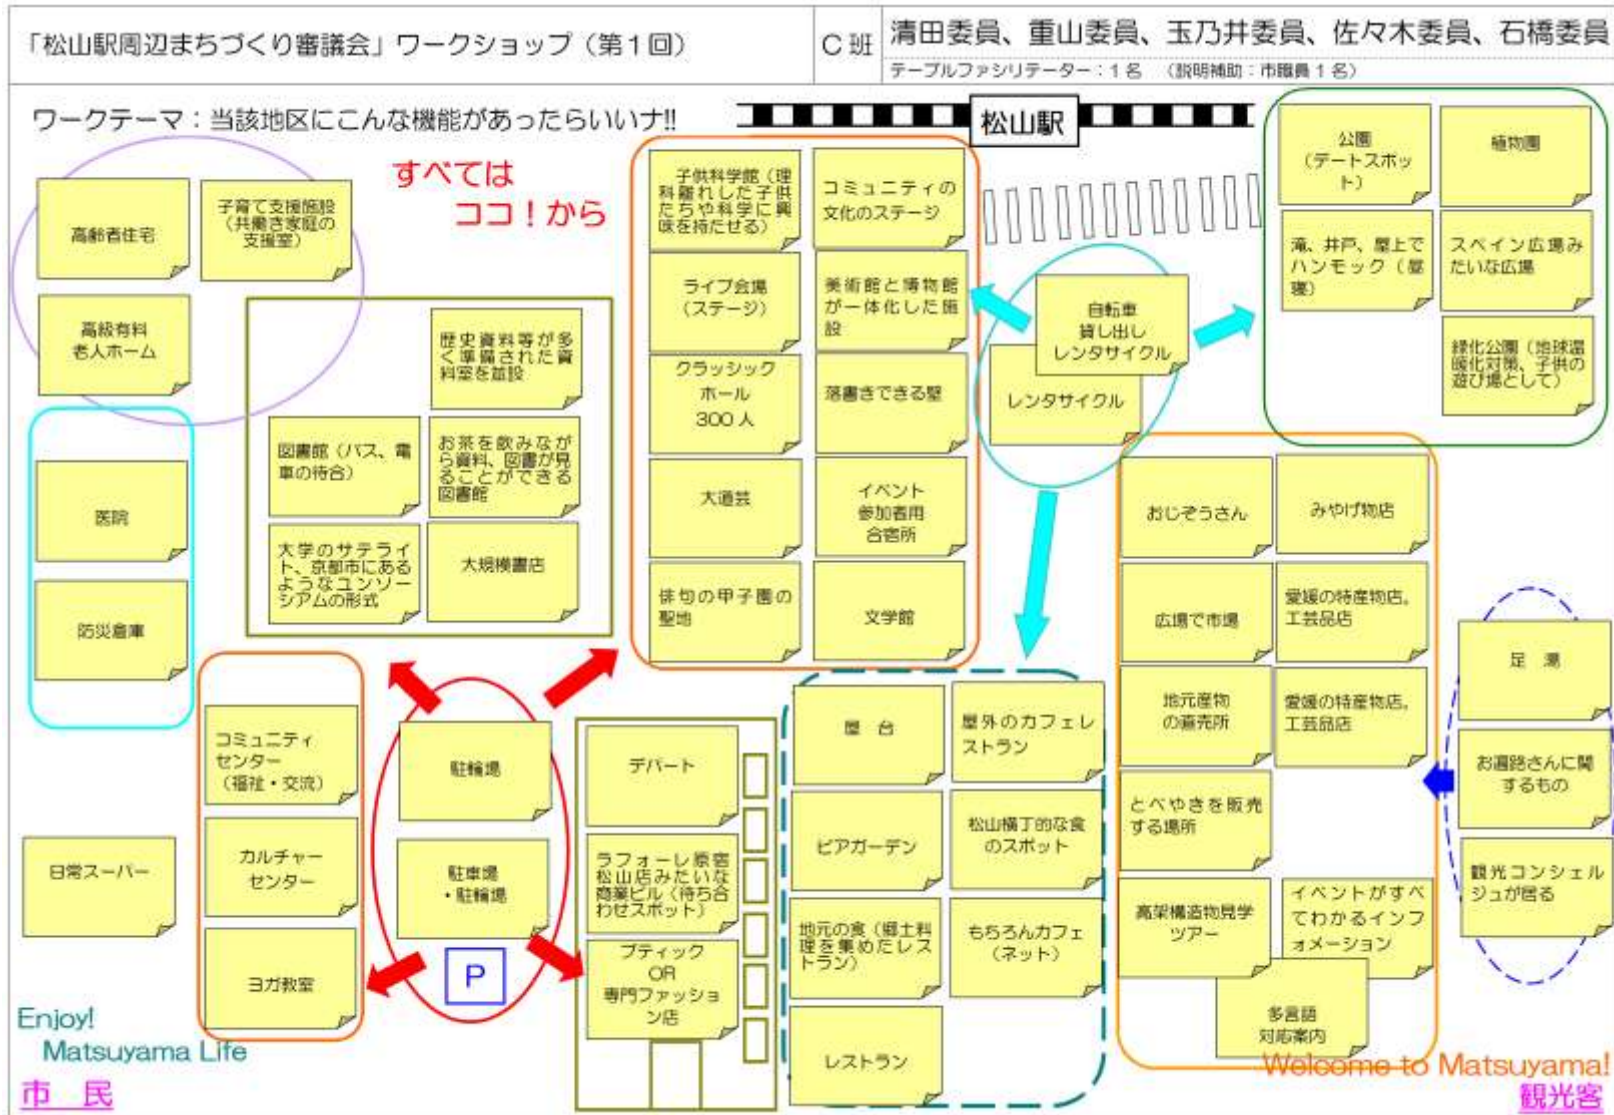 「松山駅周辺まちづくり審議会」ワークショップ（第１回）
C 班
清田委員、重山委員、玉乃井委員、佐々木委員、石橋委員
テーブルファシリテーター：１名　（説明補助：市職員１名）
ワークテーマ：当該地区にこんな機能があったらいいナ!!
松山駅
すべては
ココ！から
高齢者住宅
子育て支援施設
（共働き家庭の
支援室）
高級有料
老人ホーム
医院
防災倉庫
日常スーパー
歴史資料等が多
く準備された資
料室を並設
図書館（バス、電
車の待合）
お茶を飲みなが
ら資料、図書が見
ることができる
図書館
大学のサテライ
ト、京都市にある
ようなコンソー
シアムの形式
大規模書店
子供科学館（理
科離れした子供
たちや科学に興
味を持たせる）
コミュニティの
文化のステージ
ライブ会場
（ステージ）
美術館と博物館
が一体化した施
設
クラッシック
ホール
300 人
落書きできる壁
大道芸
イベント
参加者用
合宿所
俳句の甲子園の
聖地
文学館
自転車
貸し出し
レンタサイクル
レンタサイクル
公園
（デートスポッ
ト）
植物園
滝、井戸、屋上で
ハンモック（昼
寝）
スペイン広場み
たいな広場
緑化公園（地球温
暖化対策、子供の
遊び場として）
おじぞうさん
みやげ物店
広場で市場
愛媛の特産物店。
工芸品店
地元産物
の直売所
愛媛の特産物店。
工芸品店
とべやきを販売
する場所
高架構造物見学
ツアー
イベントがすべ
てわかるインフ
ォメーション
多言語
対応案内
足　湯
お遍路さんに関
するもの
観光コンシェル
ジュが居る
コミュニティ
センター
（福祉・交流）
カルチャー
センター
ヨガ教室
駐輪場
駐車場
・駐輪場
P
デパート
ラフォーレ原宿
松山店みたいな
商業ビル（待ち合
わせスポット）
ブティック
OR
専門ファッショ
ン店
屋　台
屋外のカフェレ
ストラン
ビアガーデン
松山横丁的な食
のスポット
地元の食（郷土料
理を集めたレス
トラン）
もちろんカフェ
（ネット）
レストラン
Enjoy!
Matsuyama Life
市　民
Welcome to Matsuyama!
観光客